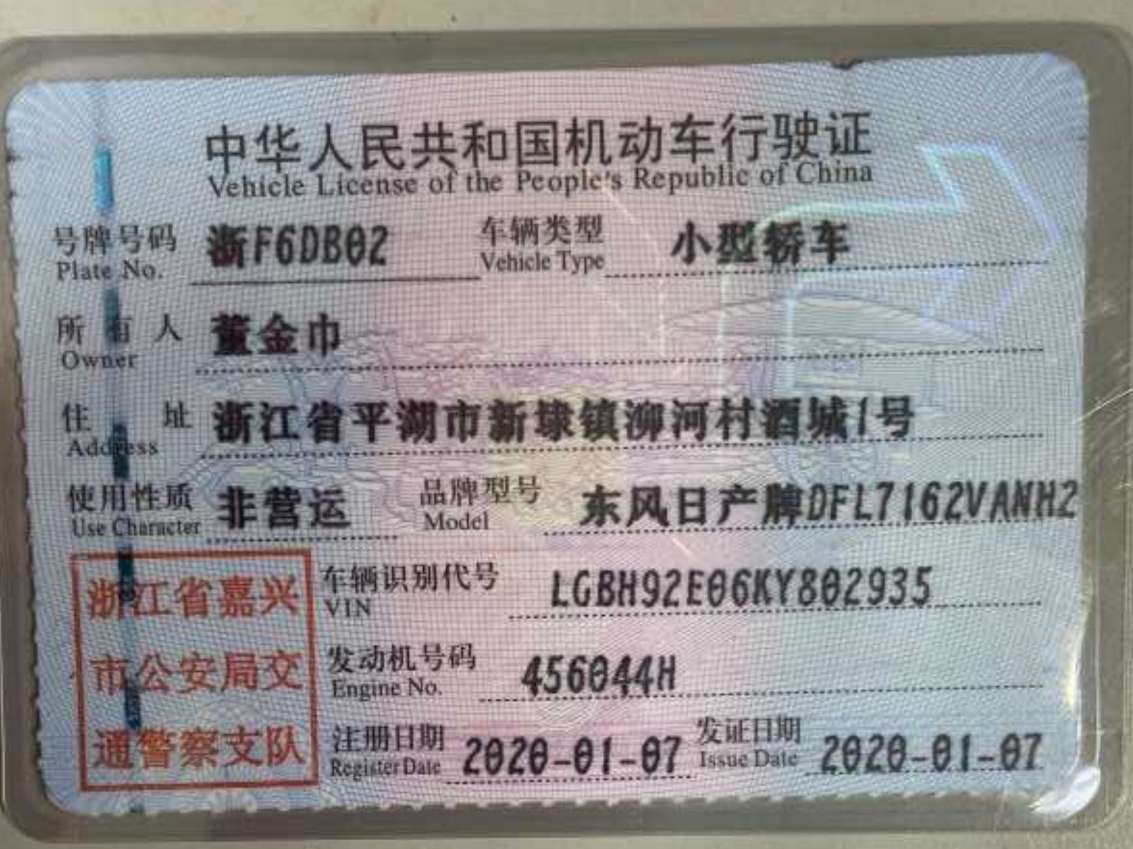 中华人民共和国机动车行驶证
Vehicle License of the People's Republic of China
号牌号码 浙F6DB02 车辆类型 小型轿车
Plate No. Vehicle Type
所有人 董金巾
Owner
住址 浙江省平湖市新埭镇泖河村酒城1号
Address
使用性质 非营运 品牌型号 东风日产牌DFL7162VANH2
Use Character Model
浙江省嘉兴 车辆识别代号 LGBH92E06KY802935
VIN
市公安局交 发动机号码 456044H
Engine No.
通警察支队 注册日期 2020-01-07 发证日期 2020-01-07
Register Date Issue Date